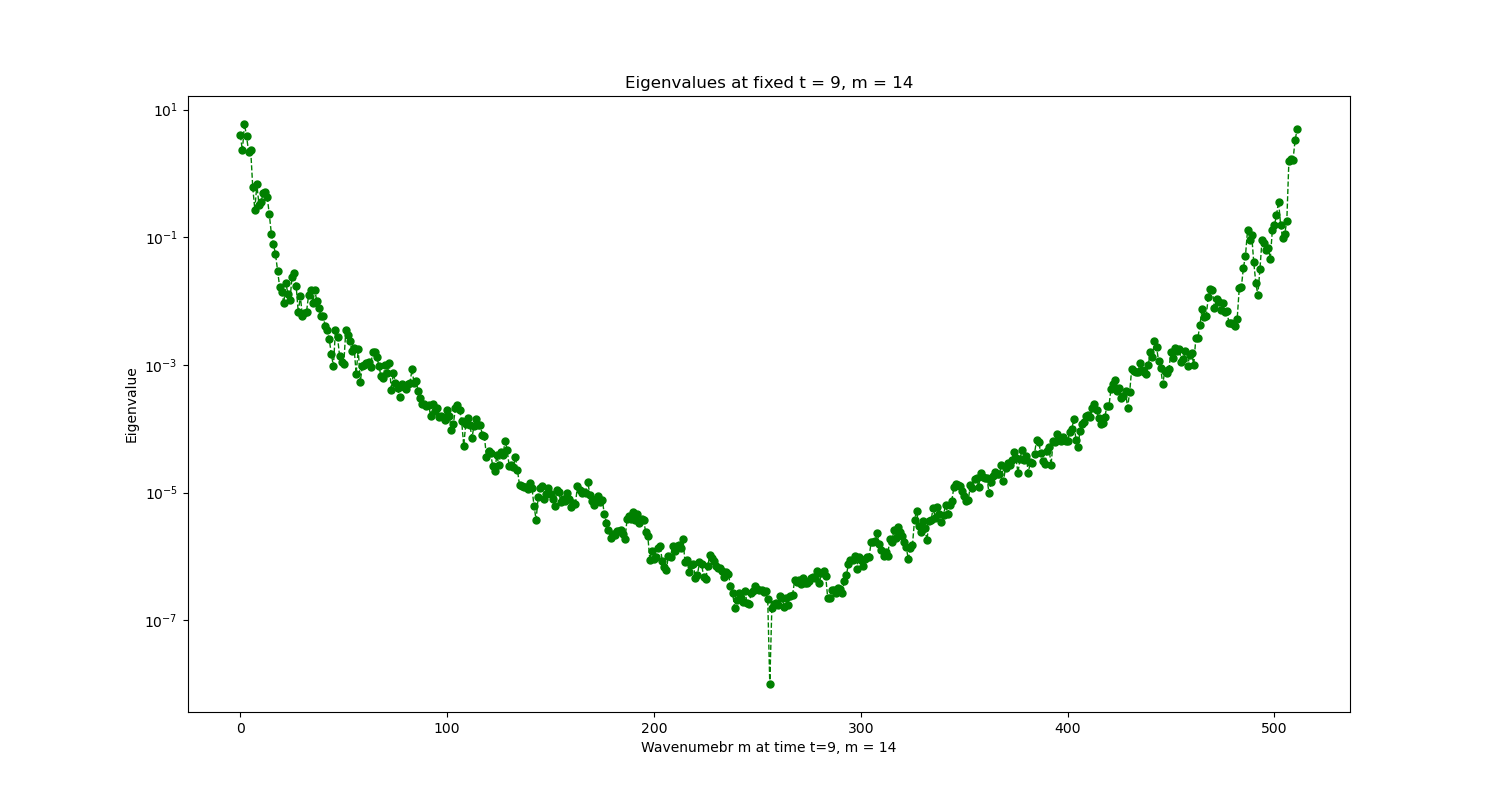 Eigenvalues at fixed t = 9, m = 14
Eigenvalue
10^1
10^-1
10^-3
10^-5
10^-7
0 100 200 300 400 500
Wavenumebr m at time t=9, m = 14